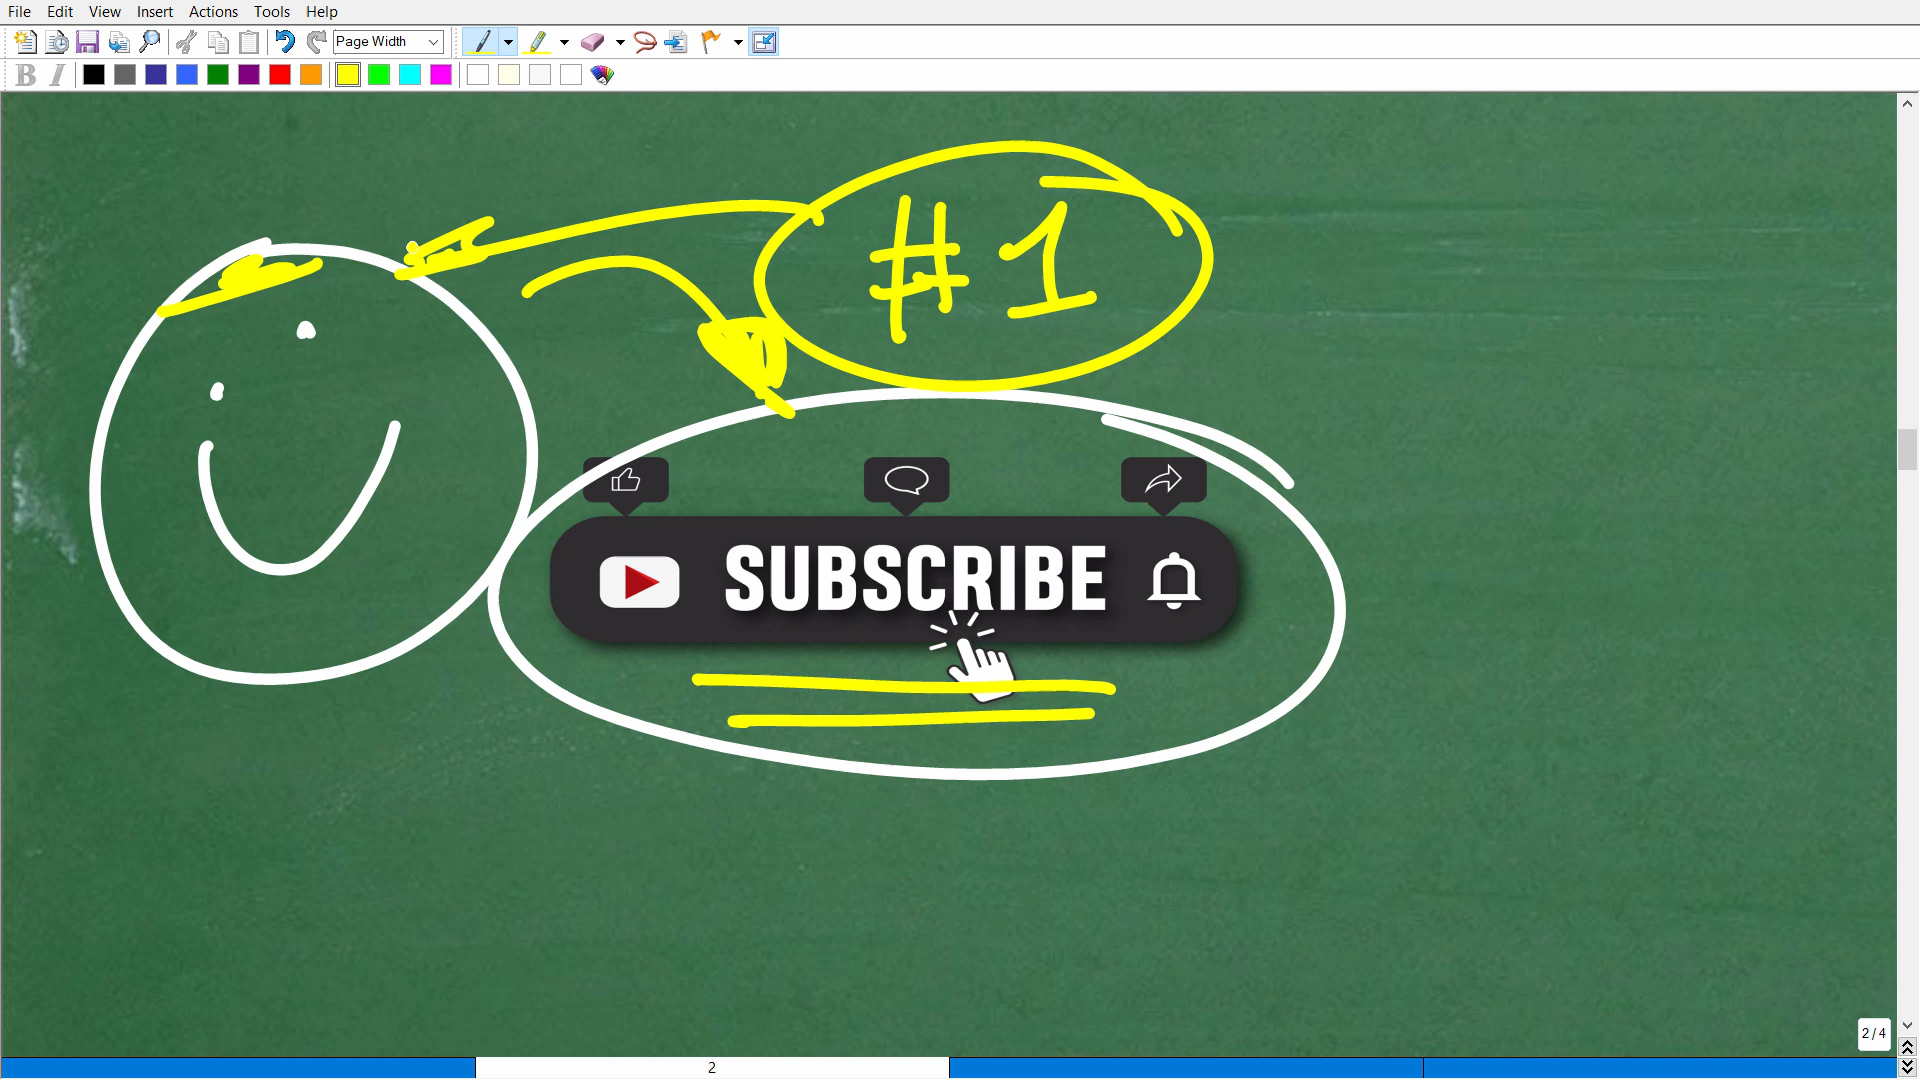 File Edit View Insert Actions Tools Help
Page Width
B I
#1
SUBSCRIBE
2 / 4
2